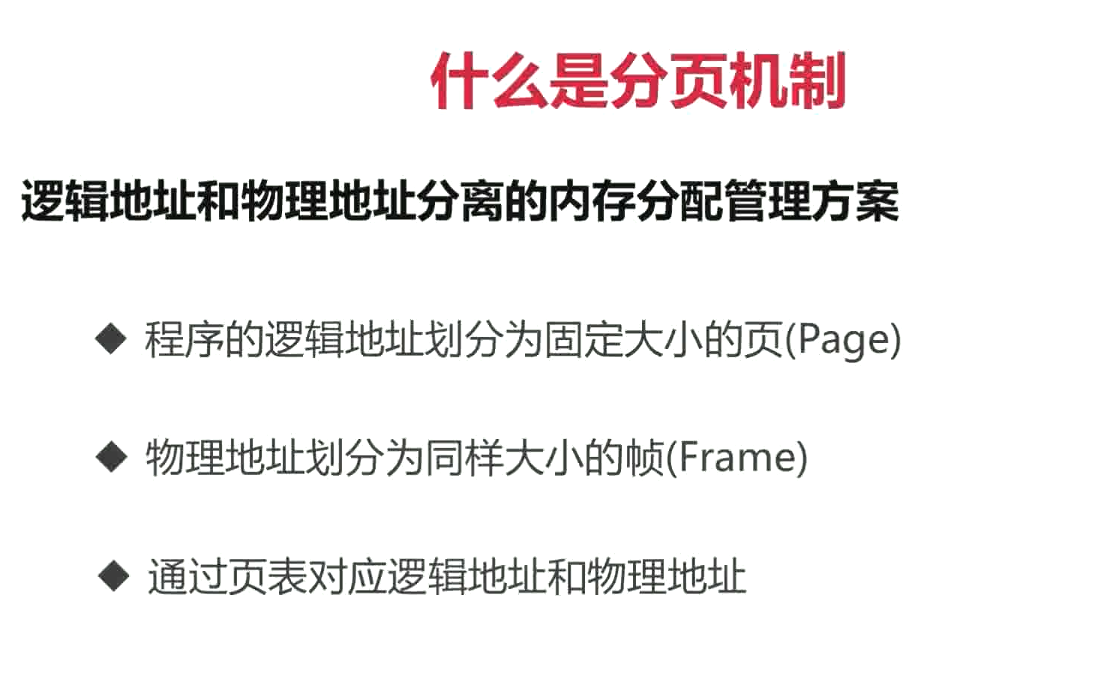 什么是分页机制
逻辑地址和物理地址分离的内存分配管理方案
◆ 程序的逻辑地址划分为固定大小的页(Page)
◆ 物理地址划分为同样大小的帧(Frame)
◆ 通过页表对应逻辑地址和物理地址